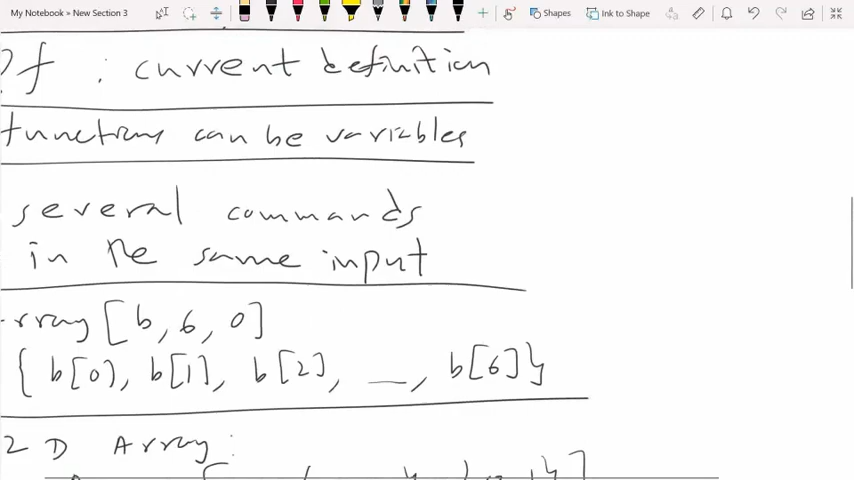 My Notebook » New Section 3
Shapes
Ink to Shape
?f : current definition
functions can be variables
several commands
in the same input
rray [b, 6, 0]
{ b[0], b[1], b[2], __, b[6]}
2 D Array: